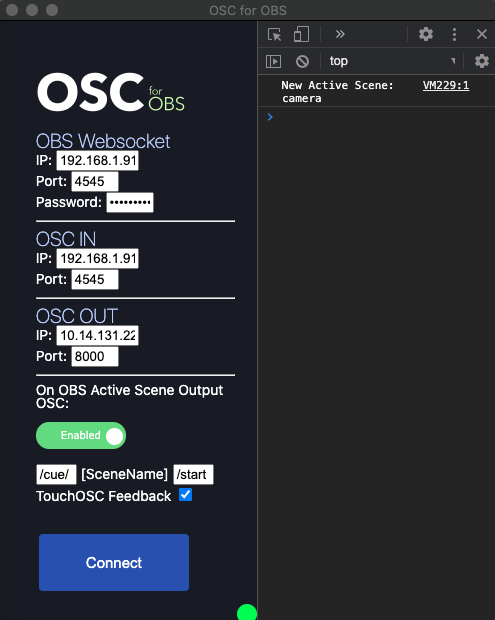 OSC for OBS
OSC for OBS
OBS Websocket
IP: 192.168.1.91
Port: 4545
Password: •••••••••
OSC IN
IP: 192.168.1.91
Port: 4545
OSC OUT
IP: 10.14.131.22
Port: 8000
On OBS Active Scene Output
OSC:
Enabled
/cue/ [SceneName] /start
TouchOSC Feedback
Connect
top
New Active Scene: VM229:1
camera